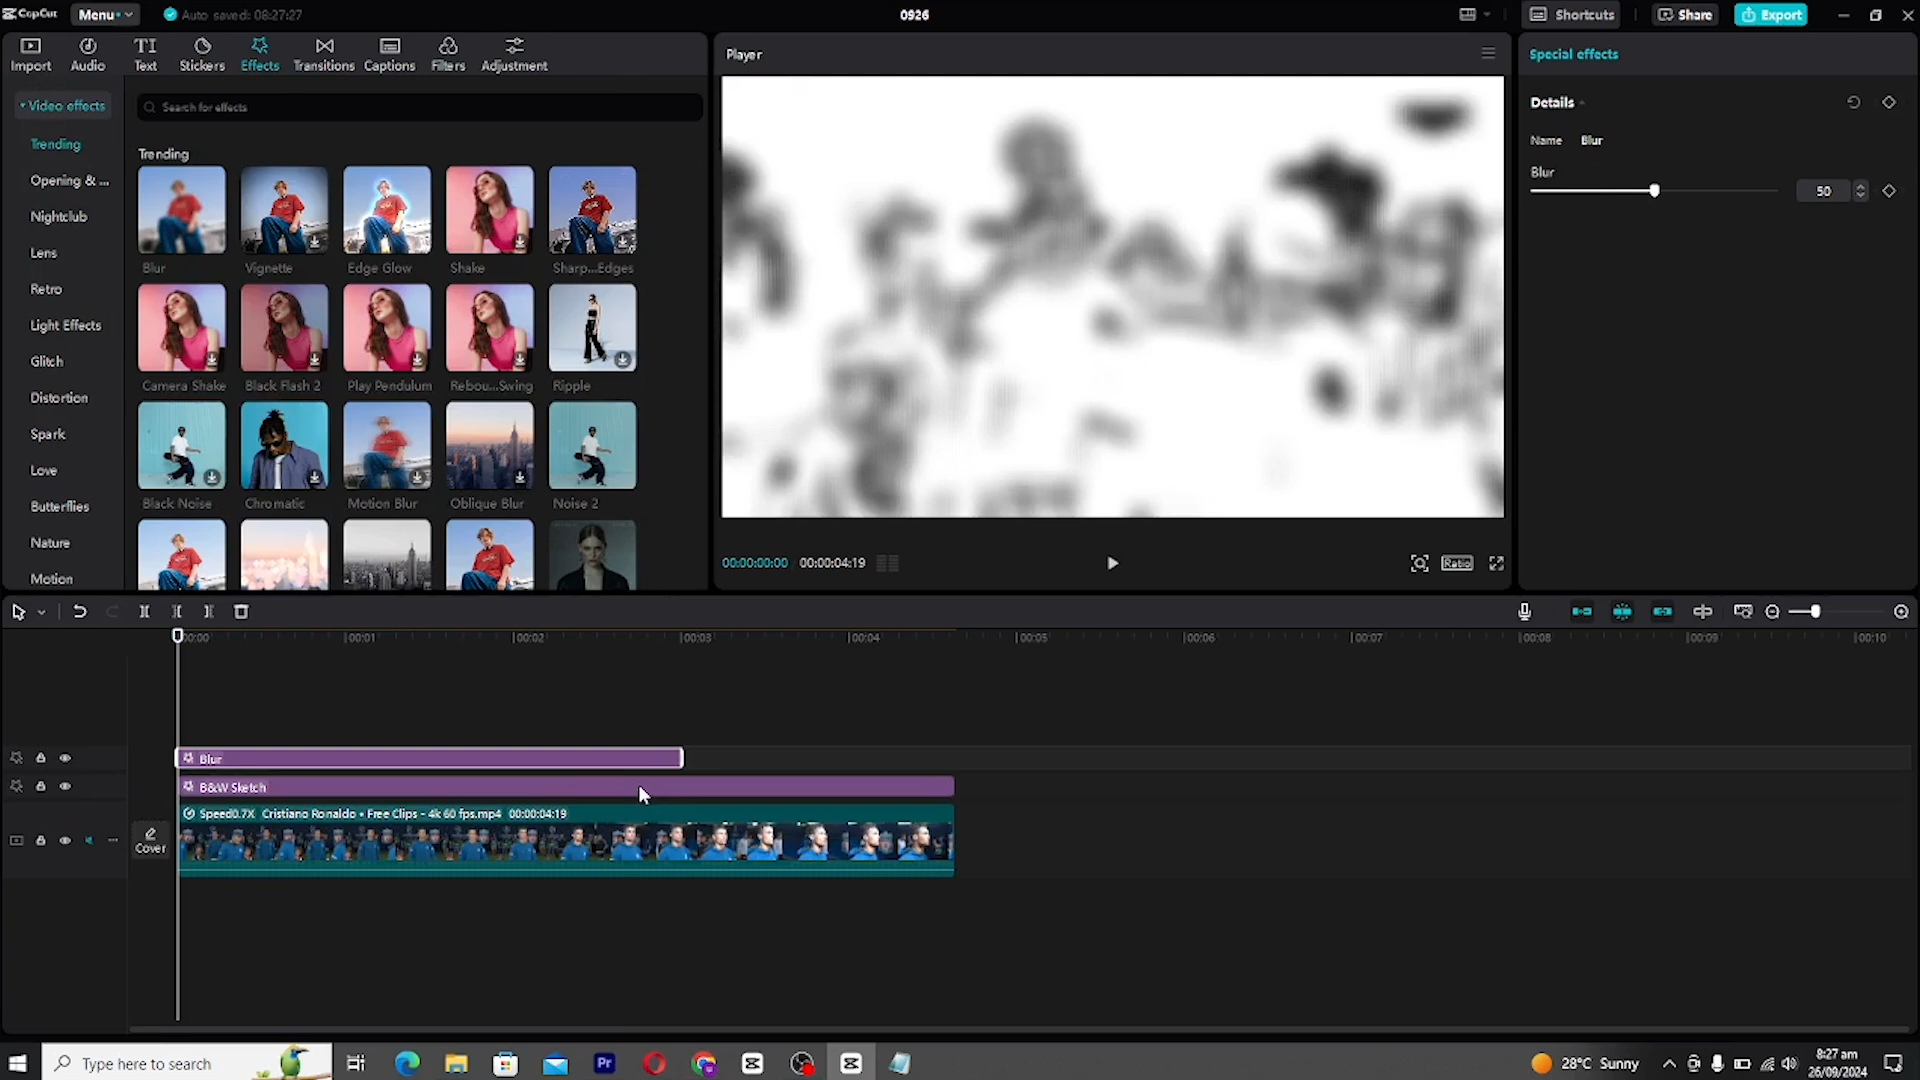 CapCut
Menu
Auto saved: 08:27:27
0926
Shortcuts
Share
Export
Import
Audio
TI
Text
Stickers
Effects
Transitions
Captions
Filters
Adjustment
Video effects
Trending
Opening & ...
Nightclub
Lens
Retro
Light Effects
Glitch
Distortion
Spark
Love
Butterflies
Nature
Motion
Search for effects
Trending
Blur
Vignette
Edge Glow
Shake
Sharp...Edges
Camera Shake
Black Flash 2
Play Pendulum
Rebou...Swing
Ripple
Black Noise
Chromatic
Motion Blur
Oblique Blur
Noise 2
Player
00:00:00:00
00:00:04:19
Ratio
Special effects
Details
Name Blur
Blur
50
00:00
00:01
00:02
00:03
00:04
00:05
00:06
00:07
00:08
00:09
00:10
Blur
B&W Sketch
Speed0.7X Cristiano Ronaldo • Free Clips - 4k 60 fps.mp4 00:00:04:19
Cover
Type here to search
Pr
28°C Sunny
8:27 am
26/09/2024